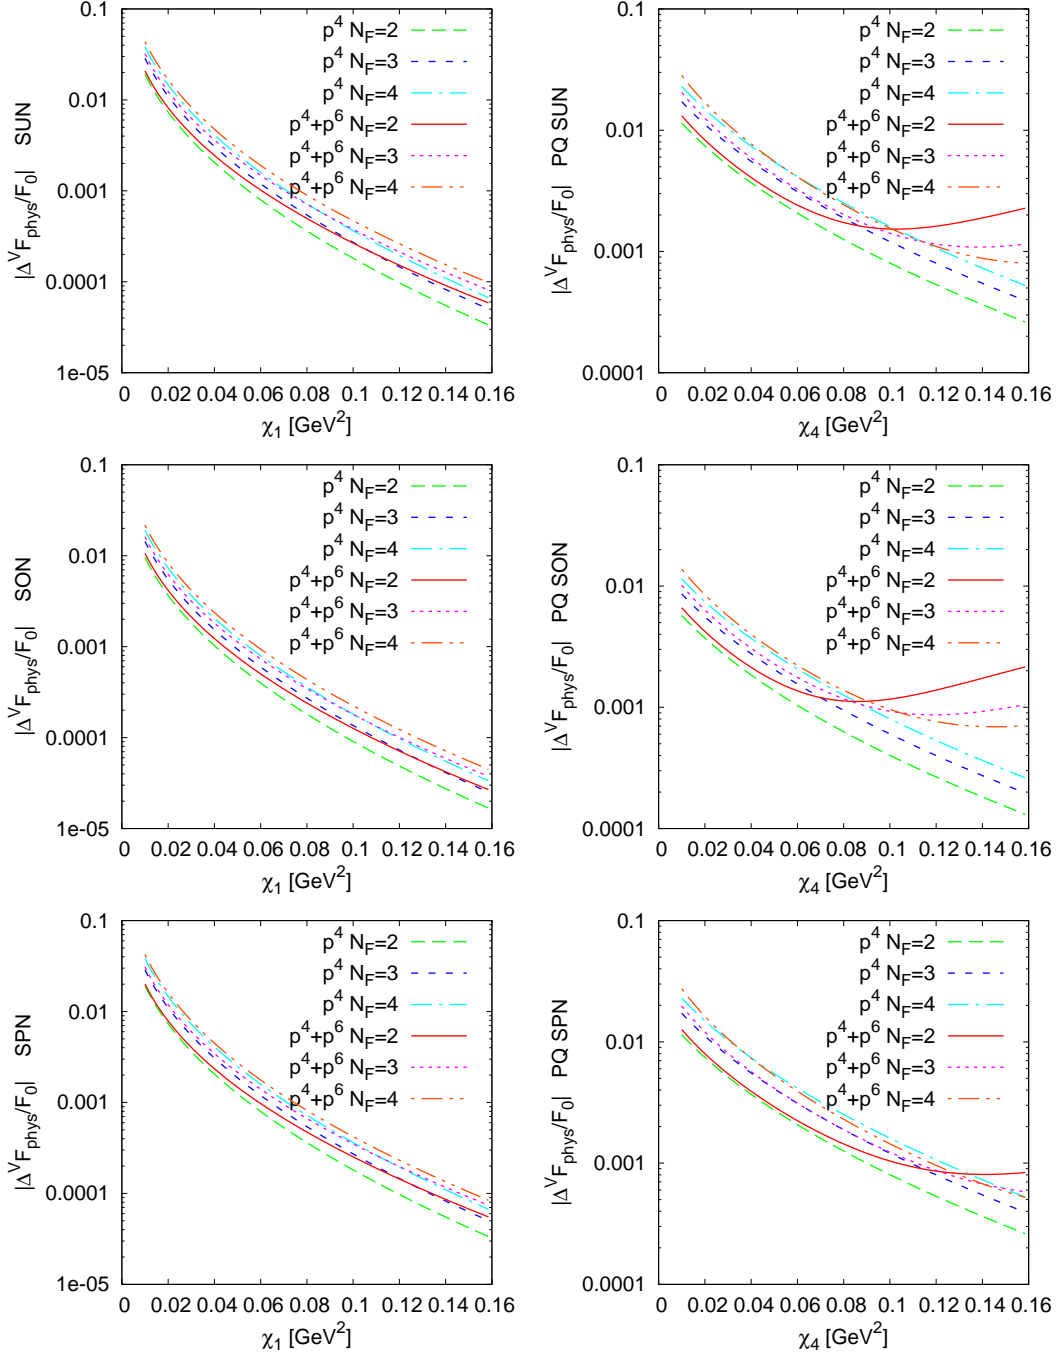 0.1
0.01
0.001
0.0001
1e-05
|Δ^V F_phys/F_0| SUN
p^4 N_F=2
p^4 N_F=3
p^4 N_F=4
p^4+p^6 N_F=2
p^4+p^6 N_F=3
p^4+p^6 N_F=4
0 0.02 0.04 0.06 0.08 0.1 0.12 0.14 0.16
χ_1 [GeV^2]
0.1
0.01
0.001
0.0001
|Δ^V F_phys/F_0| PQ SUN
p^4 N_F=2
p^4 N_F=3
p^4 N_F=4
p^4+p^6 N_F=2
p^4+p^6 N_F=3
p^4+p^6 N_F=4
0 0.02 0.04 0.06 0.08 0.1 0.12 0.14 0.16
χ_4 [GeV^2]
0.1
0.01
0.001
0.0001
1e-05
|Δ^V F_phys/F_0| SON
p^4 N_F=2
p^4 N_F=3
p^4 N_F=4
p^4+p^6 N_F=2
p^4+p^6 N_F=3
p^4+p^6 N_F=4
0 0.02 0.04 0.06 0.08 0.1 0.12 0.14 0.16
χ_1 [GeV^2]
0.1
0.01
0.001
0.0001
|Δ^V F_phys/F_0| PQ SON
p^4 N_F=2
p^4 N_F=3
p^4 N_F=4
p^4+p^6 N_F=2
p^4+p^6 N_F=3
p^4+p^6 N_F=4
0 0.02 0.04 0.06 0.08 0.1 0.12 0.14 0.16
χ_4 [GeV^2]
0.1
0.01
0.001
0.0001
1e-05
|Δ^V F_phys/F_0| SPN
p^4 N_F=2
p^4 N_F=3
p^4 N_F=4
p^4+p^6 N_F=2
p^4+p^6 N_F=3
p^4+p^6 N_F=4
0 0.02 0.04 0.06 0.08 0.1 0.12 0.14 0.16
χ_1 [GeV^2]
0.1
0.01
0.001
0.0001
|Δ^V F_phys/F_0| PQ SPN
p^4 N_F=2
p^4 N_F=3
p^4 N_F=4
p^4+p^6 N_F=2
p^4+p^6 N_F=3
p^4+p^6 N_F=4
0 0.02 0.04 0.06 0.08 0.1 0.12 0.14 0.16
χ_4 [GeV^2]